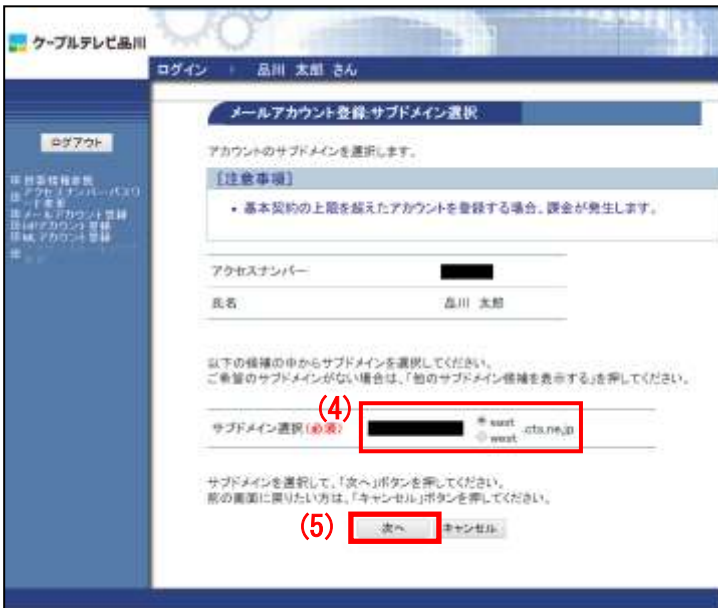 ケーブルテレビ品川
ログイン
品川 太郎 さん
メールアカウント登録:サブドメイン選択
ログアウト
アカウントのサブドメインを選択します。
[注意事項]
• 基本契約の上限を超えたアカウントを登録する場合、課金が発生します。
メールアカウント登録
アクセスナンバー
氏名
品川 太郎
以下の候補の中からサブドメインを選択してください。
ご希望のサブドメインがない場合は、「他のサブドメイン候補を表示する」を押してください。
(4)
サブドメイン選択(必須)
east
west
.cts.ne.jp
サブドメインを選択して、「次へ」ボタンを押してください。
前の画面に戻りたい方は、「キャンセル」ボタンを押してください。
(5)
次へ
キャンセル